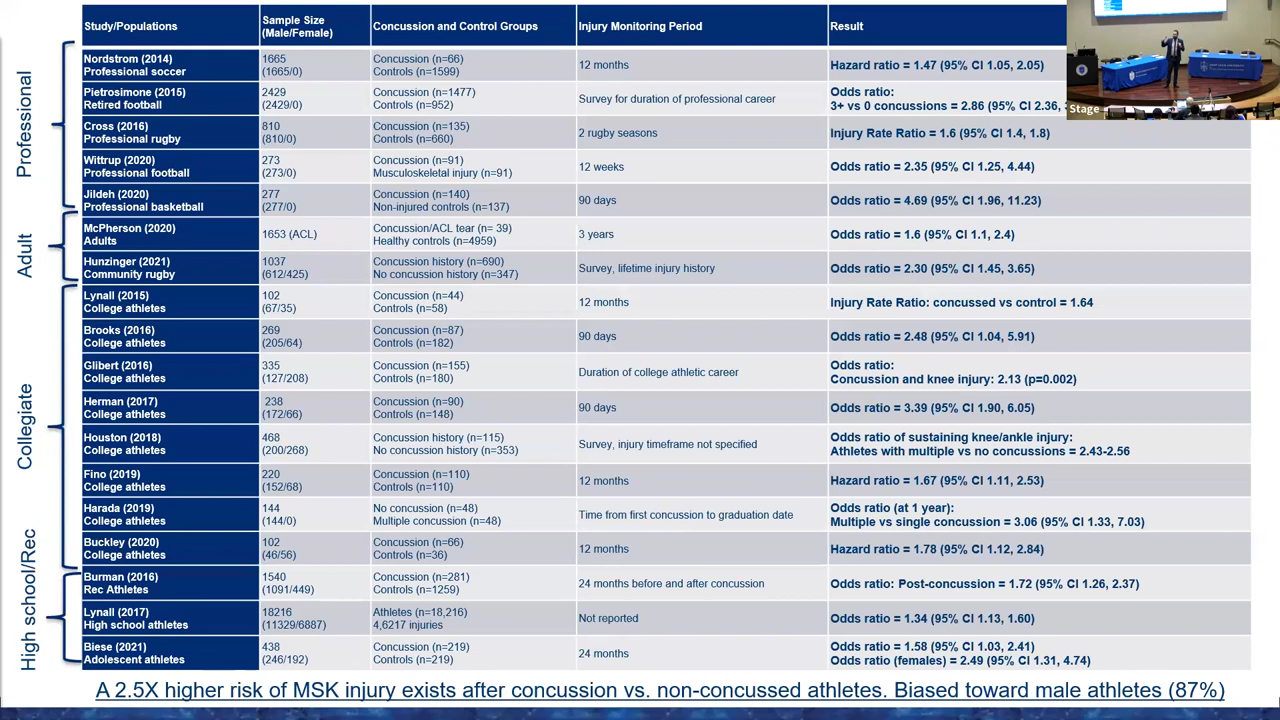 Study/Populations
Sample Size
(Male/Female)
Concussion and Control Groups
Injury Monitoring Period
Result
Professional
Nordstrom (2014)
Professional soccer
1665
(1665/0)
Concussion (n=66)
Controls (n=1599)
12 months
Hazard ratio = 1.47 (95% CI 1.05, 2.05)
Pietrosimone (2015)
Retired football
2429
(2429/0)
Concussion (n=1477)
Controls (n=952)
Survey for duration of professional career
Odds ratio:
3+ vs 0 concussions = 2.86 (95% CI 2.36,
Cross (2016)
Professional rugby
810
(810/0)
Concussion (n=135)
Controls (n=660)
2 rugby seasons
Injury Rate Ratio = 1.6 (95% CI 1.4, 1.8)
Wittrup (2020)
Professional football
273
(273/0)
Concussion (n=91)
Musculoskeletal injury (n=91)
12 weeks
Odds ratio = 2.35 (95% CI 1.25, 4.44)
Jildeh (2020)
Professional basketball
277
(277/0)
Concussion (n=140)
Non-injured controls (n=137)
90 days
Odds ratio = 4.69 (95% CI 1.96, 11.23)
Adult
McPherson (2020)
Adults
1653 (ACL)
Concussion/ACL tear (n= 39)
Healthy controls (n=4959)
3 years
Odds ratio = 1.6 (95% CI 1.1, 2.4)
Hunzinger (2021)
Community rugby
1037
(612/425)
Concussion history (n=690)
No concussion history (n=347)
Survey, lifetime injury history
Odds ratio = 2.30 (95% CI 1.45, 3.65)
Collegiate
Lynall (2015)
College athletes
102
(67/35)
Concussion (n=44)
Controls (n=58)
12 months
Injury Rate Ratio: concussed vs control = 1.64
Brooks (2016)
College athletes
269
(205/64)
Concussion (n=87)
Controls (n=182)
90 days
Odds ratio = 2.48 (95% CI 1.04, 5.91)
Glibert (2016)
College athletes
335
(127/208)
Concussion (n=155)
Controls (n=180)
Duration of college athletic career
Odds ratio:
Concussion and knee injury: 2.13 (p=0.002)
Herman (2017)
College athletes
238
(172/66)
Concussion (n=90)
Controls (n=148)
90 days
Odds ratio = 3.39 (95% CI 1.90, 6.05)
Houston (2018)
College athletes
468
(200/268)
Concussion history (n=115)
No concussion history (n=353)
Survey, injury timeframe not specified
Odds ratio of sustaining knee/ankle injury:
Athletes with multiple vs no concussions = 2.43-2.56
Fino (2019)
College athletes
220
(152/68)
Concussion (n=110)
Controls (n=110)
12 months
Hazard ratio = 1.67 (95% CI 1.11, 2.53)
Harada (2019)
College athletes
144
(144/0)
No concussion (n=48)
Multiple concussion (n=48)
Time from first concussion to graduation date
Odds ratio (at 1 year):
Multiple vs single concussion = 3.06 (95% CI 1.33, 7.03)
Buckley (2020)
College athletes
102
(46/56)
Concussion (n=66)
Controls (n=36)
12 months
Hazard ratio = 1.78 (95% CI 1.12, 2.84)
High school/Rec
Burman (2016)
Rec Athletes
1540
(1091/449)
Concussion (n=281)
Controls (n=1259)
24 months before and after concussion
Odds ratio: Post-concussion = 1.72 (95% CI 1.26, 2.37)
Lynall (2017)
High school athletes
18216
(11329/6887)
Athletes (n=18,216)
4,6217 injuries
Not reported
Odds ratio = 1.34 (95% CI 1.13, 1.60)
Biese (2021)
Adolescent athletes
438
(246/192)
Concussion (n=219)
Controls (n=219)
24 months
Odds ratio = 1.58 (95% CI 1.03, 2.41)
Odds ratio (females) = 2.49 (95% CI 1.31, 4.74)
A 2.5X higher risk of MSK injury exists after concussion vs. non-concussed athletes. Biased toward male athletes (87%)
Stage